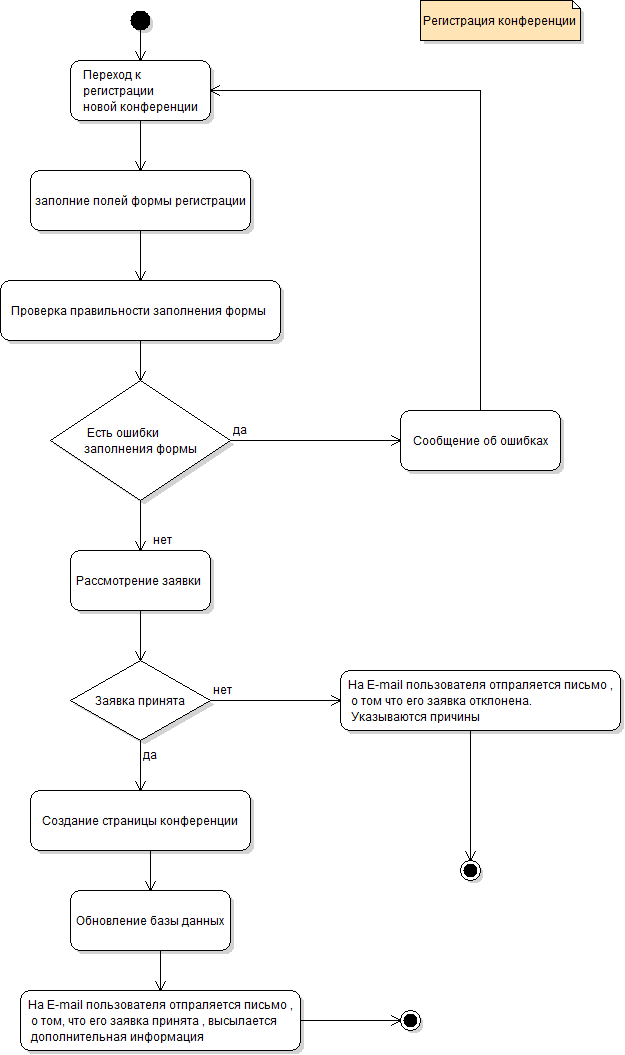 Регистрация конференции
Переход к
регистрации
новой конференции
заполние полей формы регистрации
Проверка правильности заполнения формы
Есть ошибки
заполнения формы
да
Сообщение об ошибках
нет
Рассмотрение заявки
Заявка принята
нет
На E-mail пользователя отпраляется письмо ,
о том что его заявка отклонена.
Указываются причины
да
Создание страницы конференции
Обновление базы данных
На E-mail пользователя отпраляется письмо ,
о том, что его заявка принята , высылается
дополнительная информация